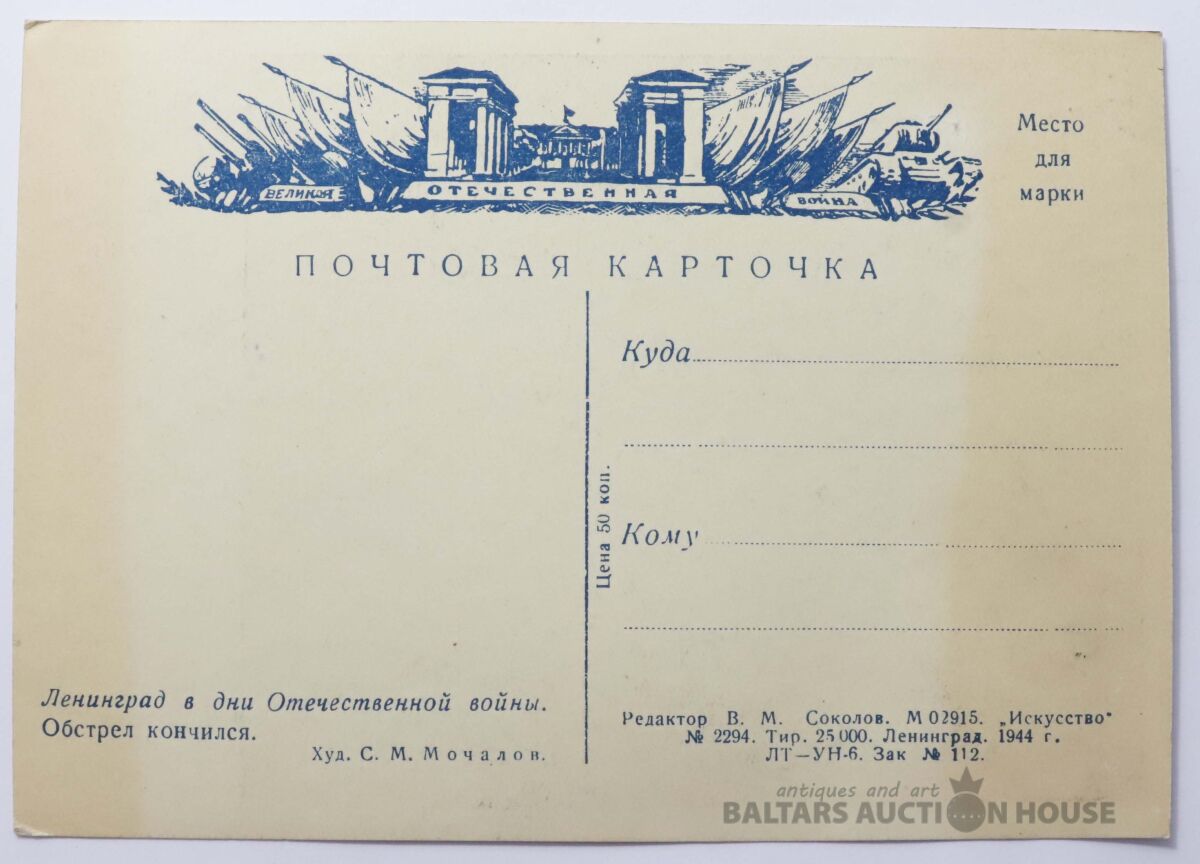 ВЕЛИКАЯ ОТЕЧЕСТВЕННАЯ ВОЙНА
Место
для
марки
ПОЧТОВАЯ КАРТОЧКА
Куда
Цена 50 коп.
Кому
Ленинград в дни Отечественной войны.
Обстрел кончился.
Худ. С. М. Мочалов.
Редактор В. М. Соколов. М 02915. „Искусство"
№ 2294. Тир. 25 000. Ленинград. 1944 г.
ЛТ—УН-6. Зак № 112.
antiques and art
BALTARS AUCTION HOUSE